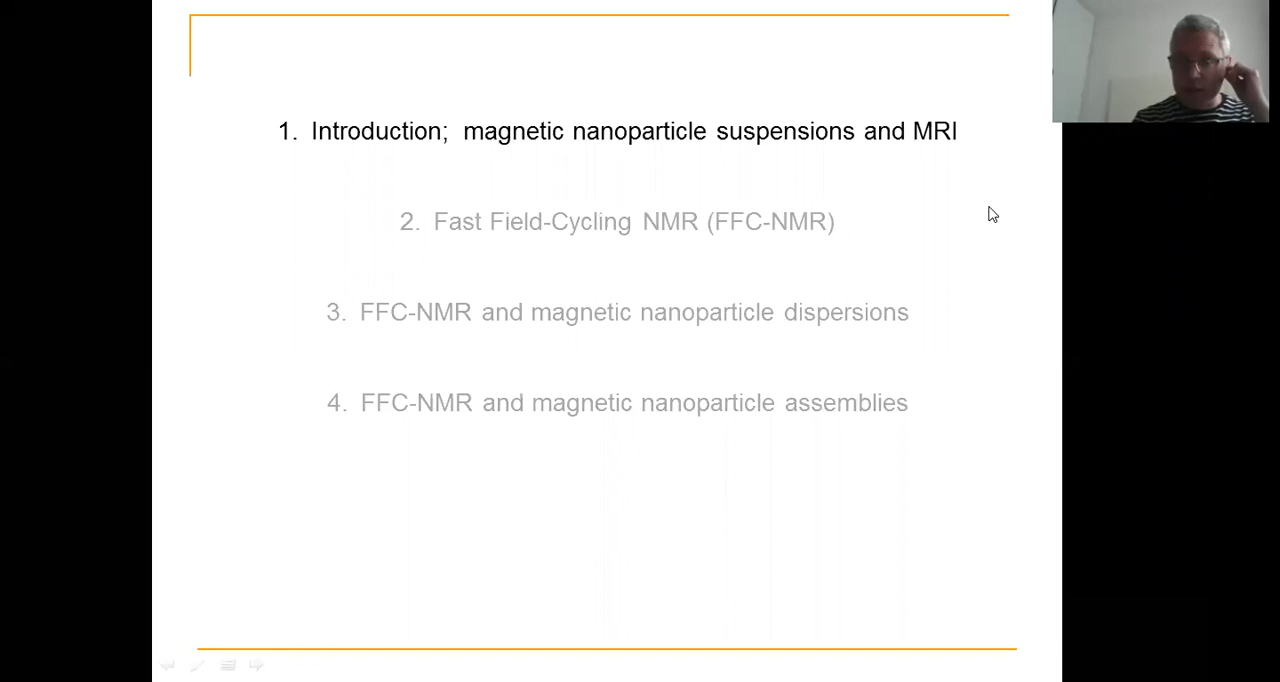 1. Introduction; magnetic nanoparticle suspensions and MRI
2. Fast Field-Cycling NMR (FFC-NMR)
3. FFC-NMR and magnetic nanoparticle dispersions
4. FFC-NMR and magnetic nanoparticle assemblies